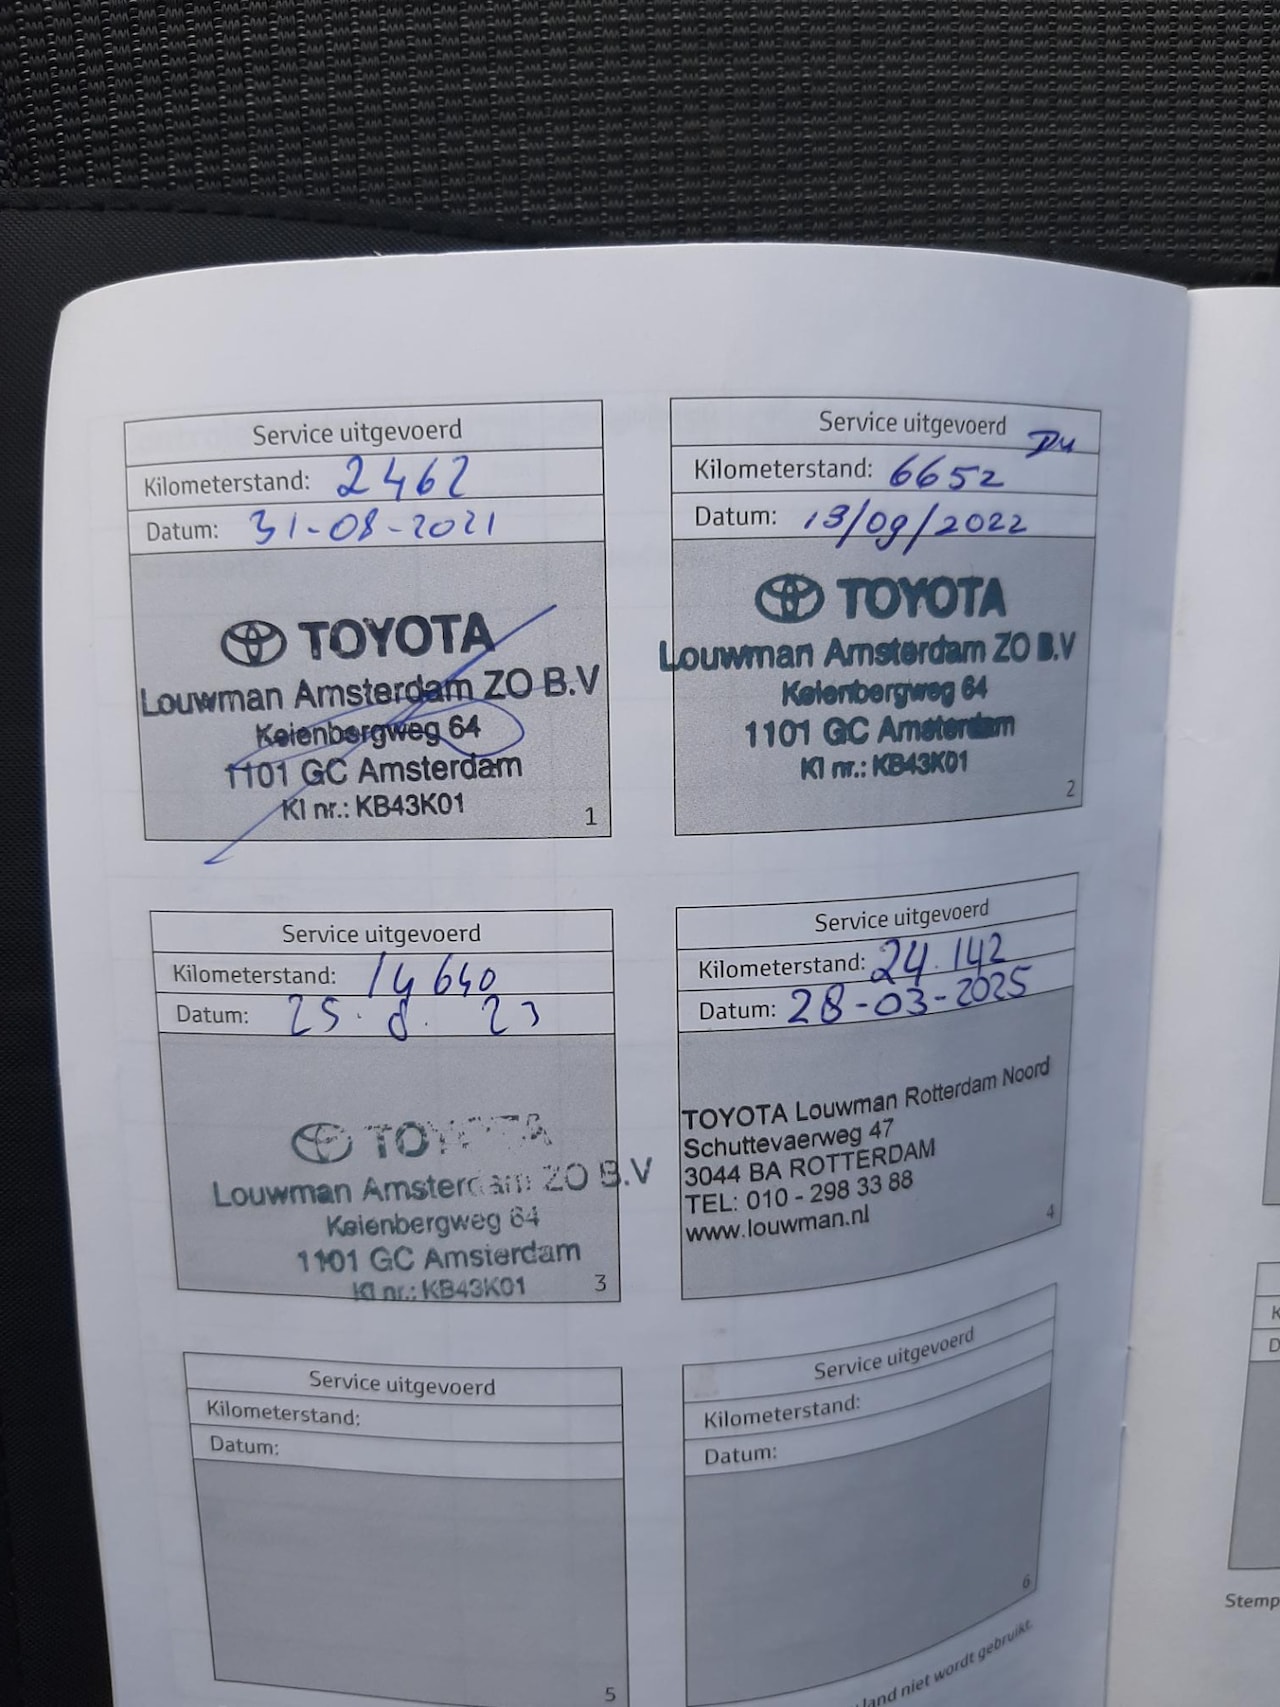 Service uitgevoerd
Kilometerstand: 2462
Datum: 31-08-2021
TOYOTA
Louwman Amsterdam ZO B.V
Keienbergweg 64
1101 GC Amsterdam
Kl nr.: KB43K01
1
Service uitgevoerd
Kilometerstand: 6652
Datum: 13/09/2022
TOYOTA
Louwman Amsterdam ZO B.V
Keienbergweg 64
1101 GC Amsterdam
Kl nr.: KB43K01
2
Service uitgevoerd
Kilometerstand: 14640
Datum: 25.8.23
TOYOTA
Louwman Amsterdam ZO B.V
Keienbergweg 64
1101 GC Amsterdam
Kl nr.: KB43K01
3
Service uitgevoerd
Kilometerstand: 24.142
Datum: 28-03-2025
TOYOTA Louwman Rotterdam Noord
Schuttevaerweg 47
3044 BA ROTTERDAM
TEL: 010 - 298 33 88
www.louwman.nl
4
Service uitgevoerd
Kilometerstand:
Datum:
5
Service uitgevoerd
Kilometerstand:
Datum:
6
land niet wordt gebruikt.
K
D
Stemp